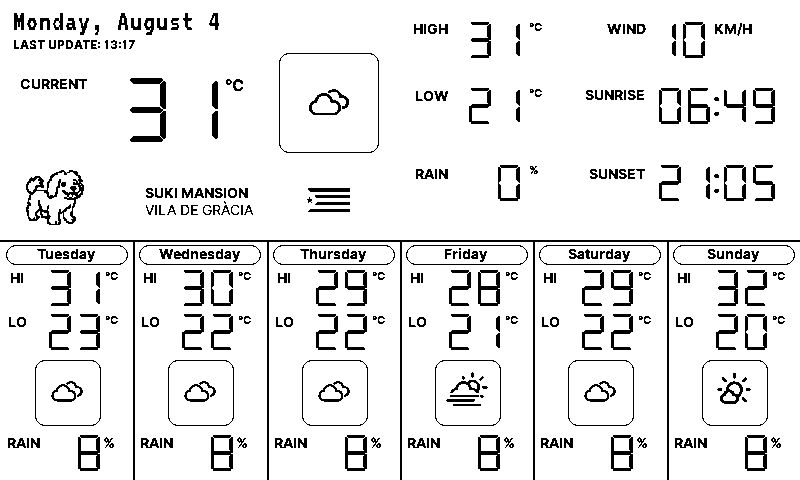 Monday, August 4
LAST UPDATE: 13:17
CURRENT 31 °C
HIGH 31 °C
WIND 10 KM/H
LOW 21 °C
SUNRISE 06:49
RAIN 0 %
SUNSET 21:05
SUKI MANSION
VILA DE GRÀCIA
Tuesday
HI 31 °C
LO 23 °C
RAIN 8 %
Wednesday
HI 30 °C
LO 22 °C
RAIN 8 %
Thursday
HI 29 °C
LO 22 °C
RAIN 8 %
Friday
HI 28 °C
LO 21 °C
RAIN 8 %
Saturday
HI 29 °C
LO 22 °C
RAIN 8 %
Sunday
HI 32 °C
LO 20 °C
RAIN 8 %